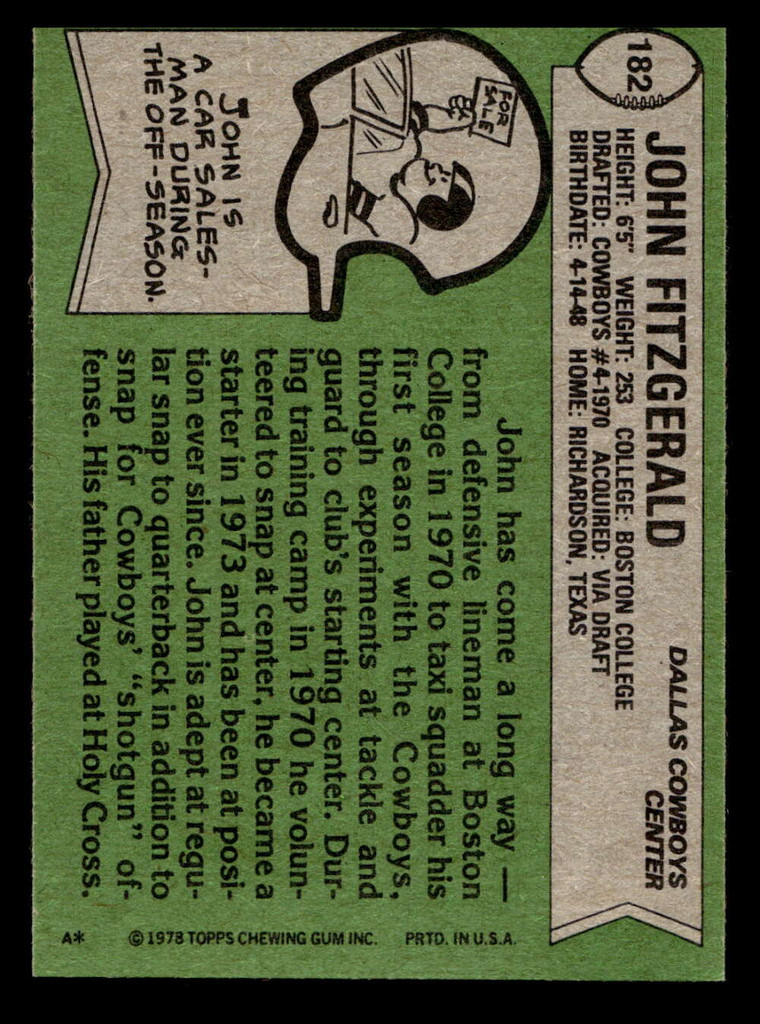 182
JOHN FITZGERALD
DALLAS COWBOYS
CENTER
HEIGHT: 6'5" WEIGHT: 253 COLLEGE: BOSTON COLLEGE
DRAFTED: COWBOYS #4-1970 ACQUIRED: VIA DRAFT
BIRTHDATE: 4-14-48 HOME: RICHARDSON, TEXAS
FOR
SALE
JOHN IS
A CAR SALES-
MAN DURING
THE OFF-SEASON.
John has come a long way —
from defensive lineman at Boston
College in 1970 to taxi squadder his
first season with the Cowboys,
through experiments at tackle and
guard to club's starting center. Dur-
ing training camp in 1970 he volun-
teered to snap at center, he became a
starter in 1973 and has been at posi-
tion ever since. John is adept at regu-
lar snap to quarterback in addition to
snap for Cowboys' "shotgun" of-
fense. His father played at Holy Cross.
A* © 1978 TOPPS CHEWING GUM INC. PRTD. IN U.S.A.